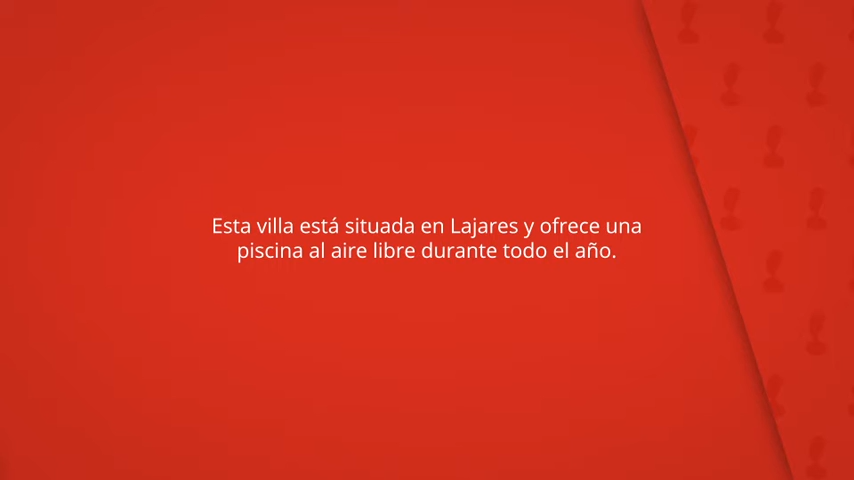 Esta villa está situada en Lajares y ofrece una
piscina al aire libre durante todo el año.